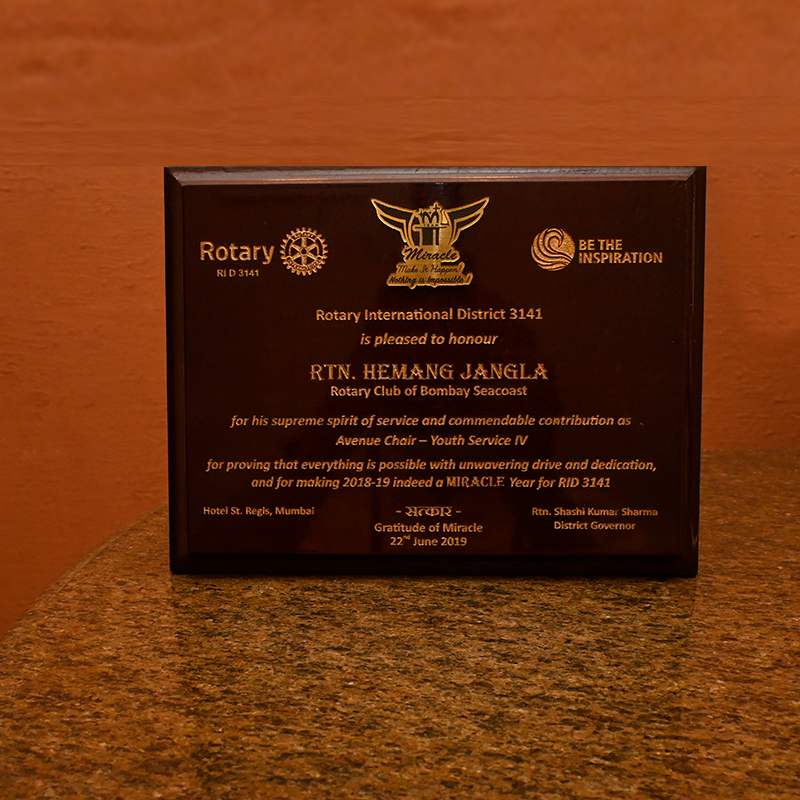 Rotary
RI D 3141
Miracle
Make It Happen!
Nothing is Impossible!
BE THE
INSPIRATION
Rotary International District 3141
is pleased to honour
RTN. HEMANG JANGLA
Rotary Club of Bombay Seacoast
for his supreme spirit of service and commendable contribution as
Avenue Chair – Youth Service IV
for proving that everything is possible with unwavering drive and dedication,
and for making 2018-19 indeed a MIRACLE Year for RID 3141
Hotel St. Regis, Mumbai
- सत्कार -
Gratitude of Miracle
22nd June 2019
Rtn. Shashi Kumar Sharma
District Governor